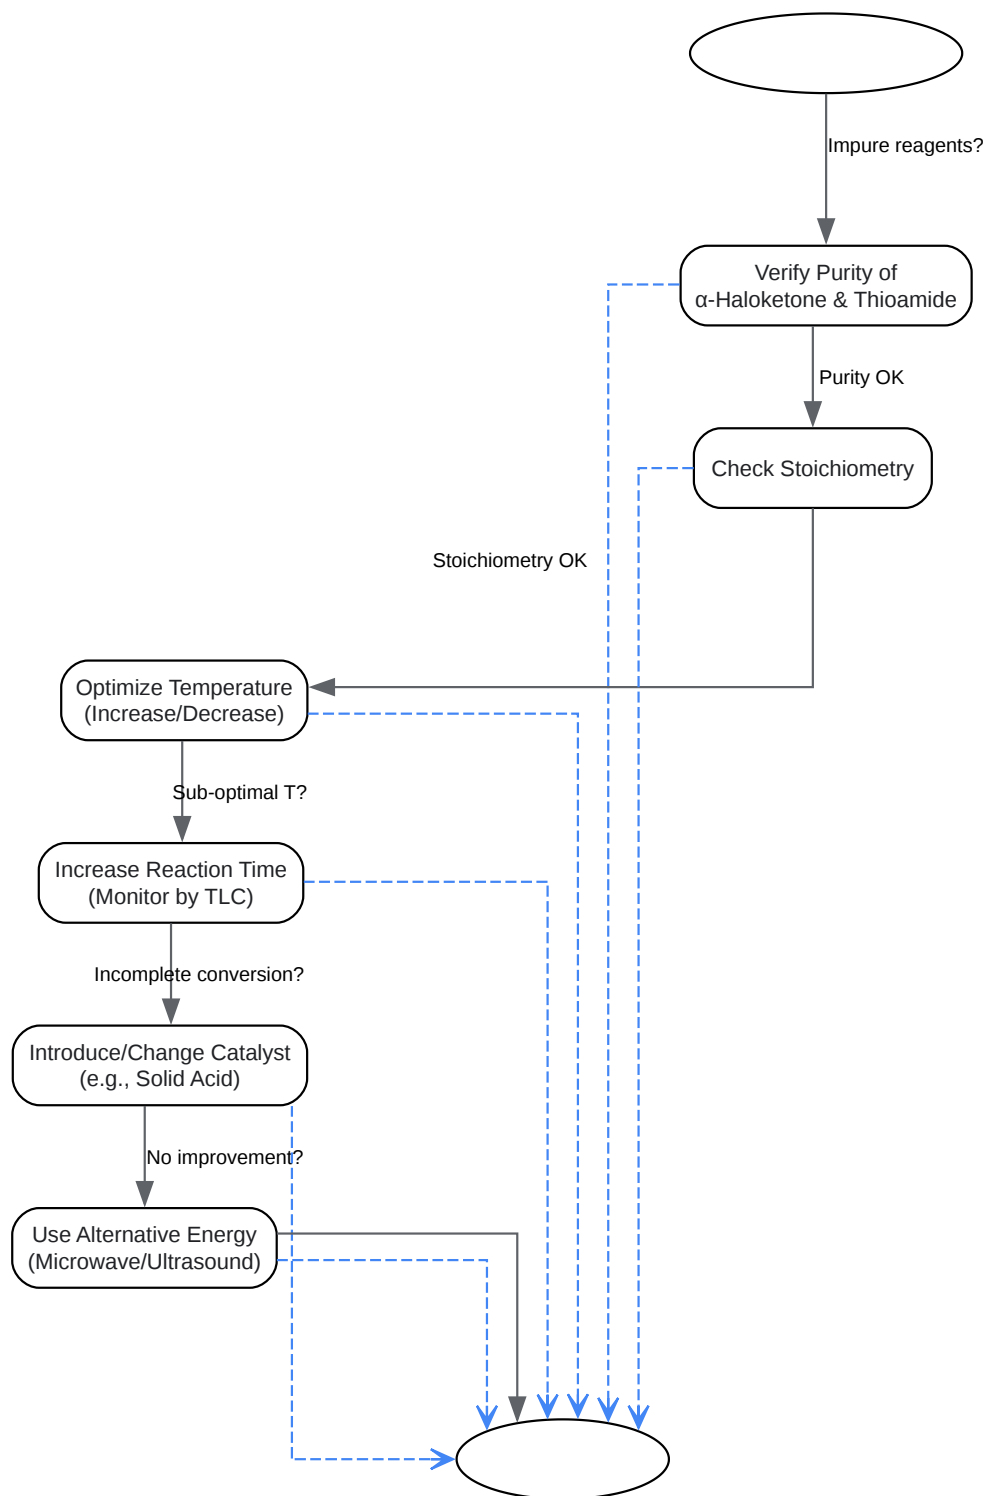 Impure reagents?
Verify Purity of
α-Haloketone & Thioamide
Purity OK
Check Stoichiometry
Stoichiometry OK
Optimize Temperature
(Increase/Decrease)
Sub-optimal T?
Increase Reaction Time
(Monitor by TLC)
Incomplete conversion?
Introduce/Change Catalyst
(e.g., Solid Acid)
No improvement?
Use Alternative Energy
(Microwave/Ultrasound)